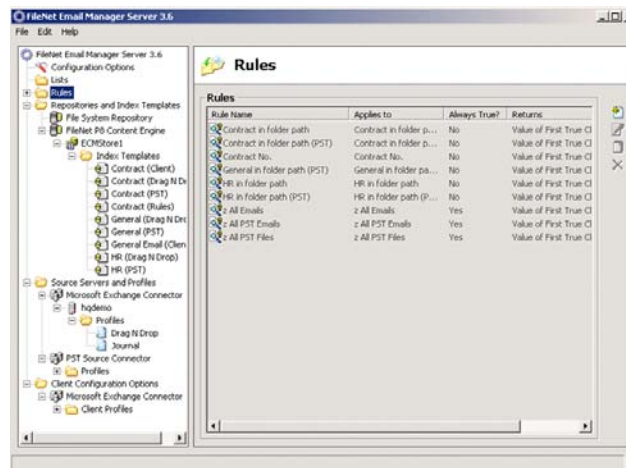 FileNet Email Manager Server 3.6
File Edit Help
FileNet Email Manager Server 3.6
Configuration Options
Lists
Rules
Repositories and Index Templates
File System Repository
FileNet P8 Content Engine
ECMStore1
Index Templates
Contract (Client)
Contract (Drag N Dr
Contract (PST)
Contract (Rules)
General (Drag N Dro
General (PST)
General Email (Clien
HR (Drag N Drop)
HR (PST)
Source Servers and Profiles
Microsoft Exchange Connector
hqdemo
Profiles
Drag N Drop
Journal
PST Source Connector
Profiles
Client Configuration Options
Microsoft Exchange Connector
Client Profiles
Rules
Rules
Rule Name Applies to Always True? Returns
Contract in folder path Contract in folder p... No Value of First True Cl
Contract in folder path (PST) Contract in folder p... No Value of First True Cl
Contract No. Contract No. No Value of First True Cl
General in folder path (PST) General in folder pa... No Value of First True Cl
HR in folder path HR in folder path No Value of First True Cl
HR in folder path (PST) HR in folder path (P... No Value of First True Cl
z All Emails z All Emails Yes Value of First True Cl
z All PST Emails z All PST Emails Yes Value of First True Cl
z All PST Files z All PST Files Yes Value of First True Cl